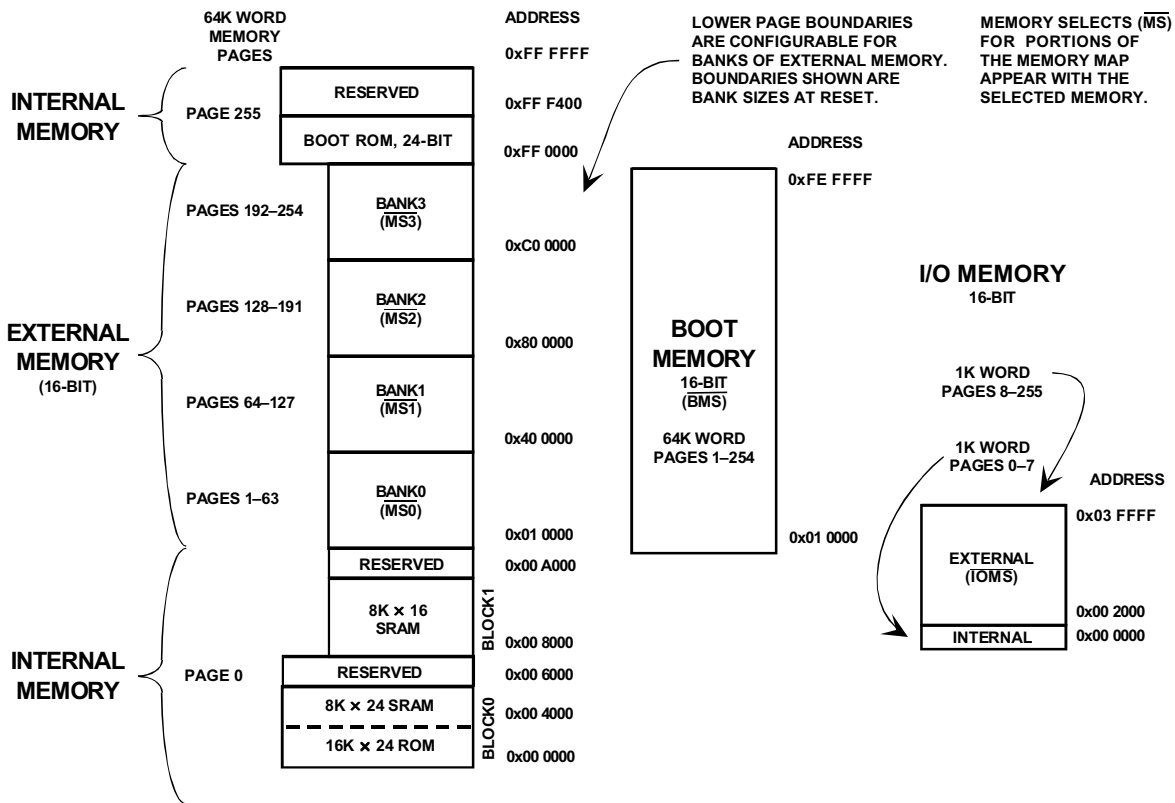 64K WORD
MEMORY
PAGES
ADDRESS
0xFF FFFF
LOWER PAGE BOUNDARIES
ARE CONFIGURABLE FOR
BANKS OF EXTERNAL MEMORY.
BOUNDARIES SHOWN ARE
BANK SIZES AT RESET.
MEMORY SELECTS (MS)
FOR PORTIONS OF
THE MEMORY MAP
APPEAR WITH THE
SELECTED MEMORY.
INTERNAL
MEMORY
PAGE 255
RESERVED
0xFF F400
BOOT ROM, 24-BIT
0xFF 0000
EXTERNAL
MEMORY
(16-BIT)
PAGES 192–254
BANK3
(MS3)
0xC0 0000
PAGES 128–191
BANK2
(MS2)
0x80 0000
PAGES 64–127
BANK1
(MS1)
0x40 0000
PAGES 1–63
BANK0
(MS0)
0x01 0000
INTERNAL
MEMORY
PAGE 0
RESERVED
0x00 A000
8K × 16
SRAM
BLOCK1
0x00 8000
RESERVED
0x00 6000
8K × 24 SRAM
0x00 4000
16K × 24 ROM
BLOCK0
0x00 0000
ADDRESS
0xFE FFFF
BOOT
MEMORY
16-BIT
(BMS)
64K WORD
PAGES 1–254
0x01 0000
I/O MEMORY
16-BIT
1K WORD
PAGES 8–255
1K WORD
PAGES 0–7
ADDRESS
0x03 FFFF
EXTERNAL
(IOMS)
0x00 2000
INTERNAL
0x00 0000